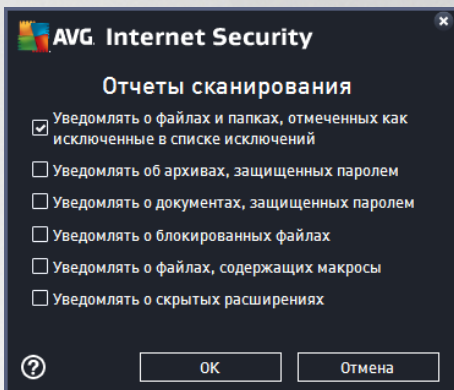 AVG Internet Security
Отчеты сканирования
Уведомлять о файлах и папках, отмеченных как
исключенные в списке исключений
Уведомлять об архивах, защищенных паролем
Уведомлять о документах, защищенных паролем
Уведомлять о блокированных файлах
Уведомлять о файлах, содержащих макросы
Уведомлять о скрытых расширениях
ОК
Отмена